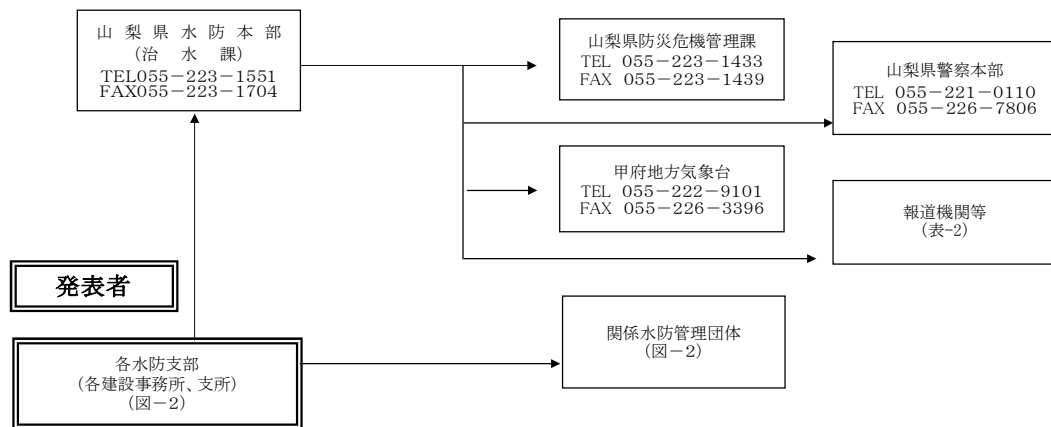 山梨県水防本部
(治水課)
TEL055－223－1551
FAX055－223－1704
山梨県防災危機管理課
TEL 055－223－1433
FAX 055－223－1439
山梨県警察本部
TEL 055－221－0110
FAX 055－226－7806
甲府地方気象台
TEL 055－222－9101
FAX 055－226－3396
報道機関等
(表-2)
発表者
各水防支部
(各建設事務所、支所)
(図－2)
関係水防管理団体
(図－2)